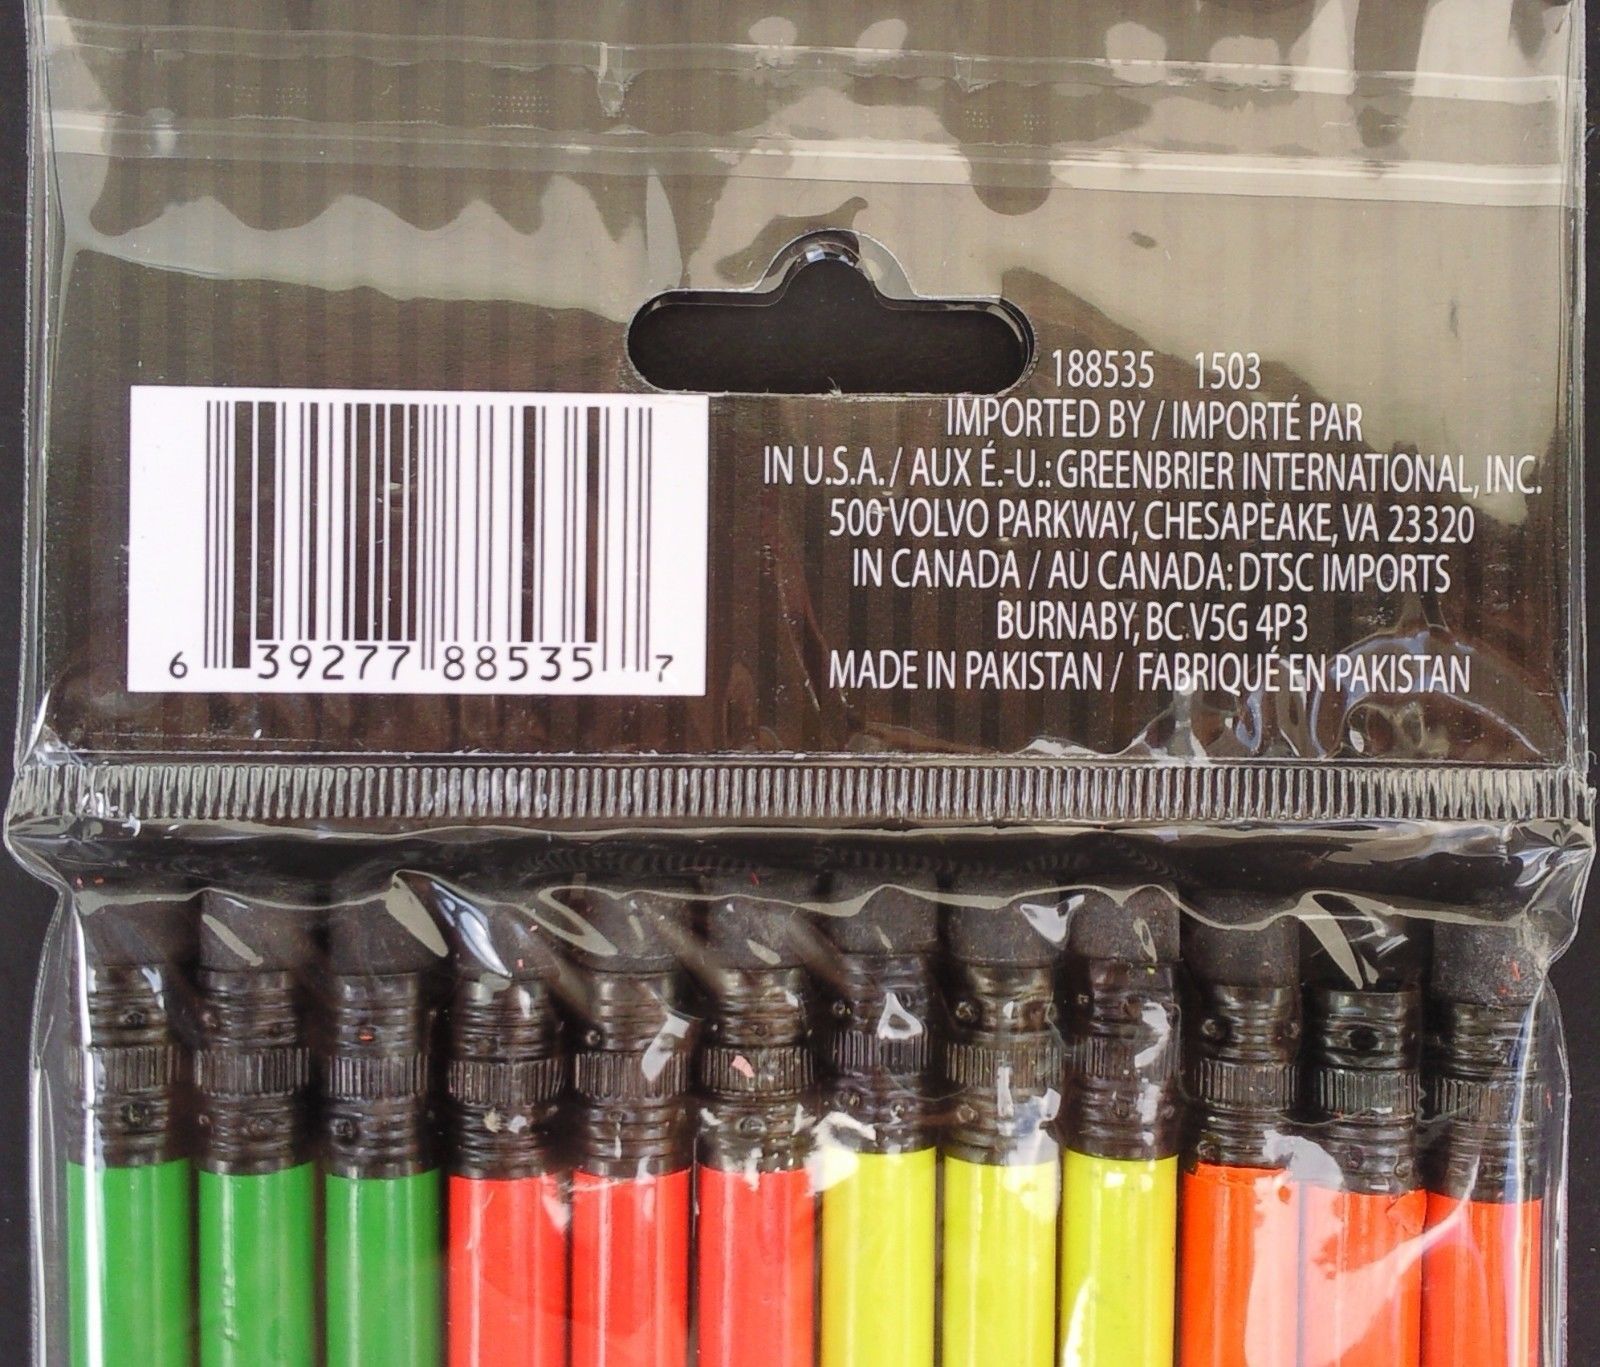 188535 1503
IMPORTED BY / IMPORTÉ PAR
IN U.S.A. / AUX É.-U.: GREENBRIER INTERNATIONAL, INC.
500 VOLVO PARKWAY, CHESAPEAKE, VA 23320
IN CANADA / AU CANADA: DTSC IMPORTS
BURNABY, BC V5G 4P3
MADE IN PAKISTAN / FABRIQUÉ EN PAKISTAN
6 39277 88535 7